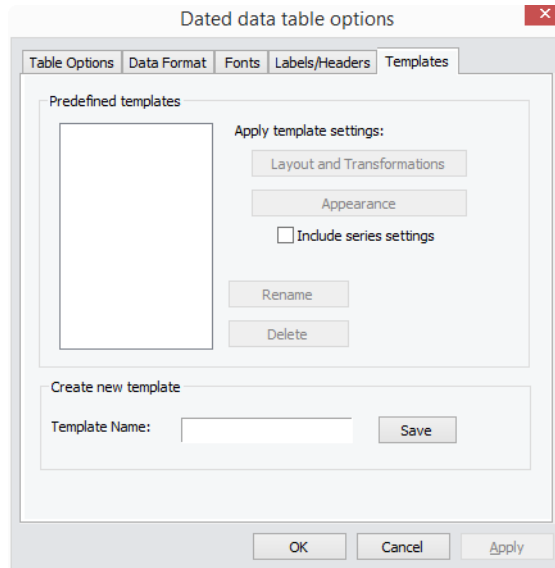 Dated data table options
Table Options Data Format Fonts Labels/Headers Templates
Predefined templates
Apply template settings:
Layout and Transformations
Appearance
Include series settings
Rename
Delete
Create new template
Template Name: Save
OK Cancel Apply